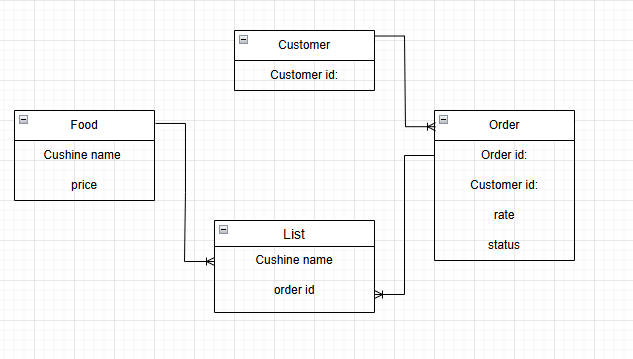 Customer
Customer id:
Food
Cushine name
price
Order
Order id:
Customer id:
rate
status
List
Cushine name
order id